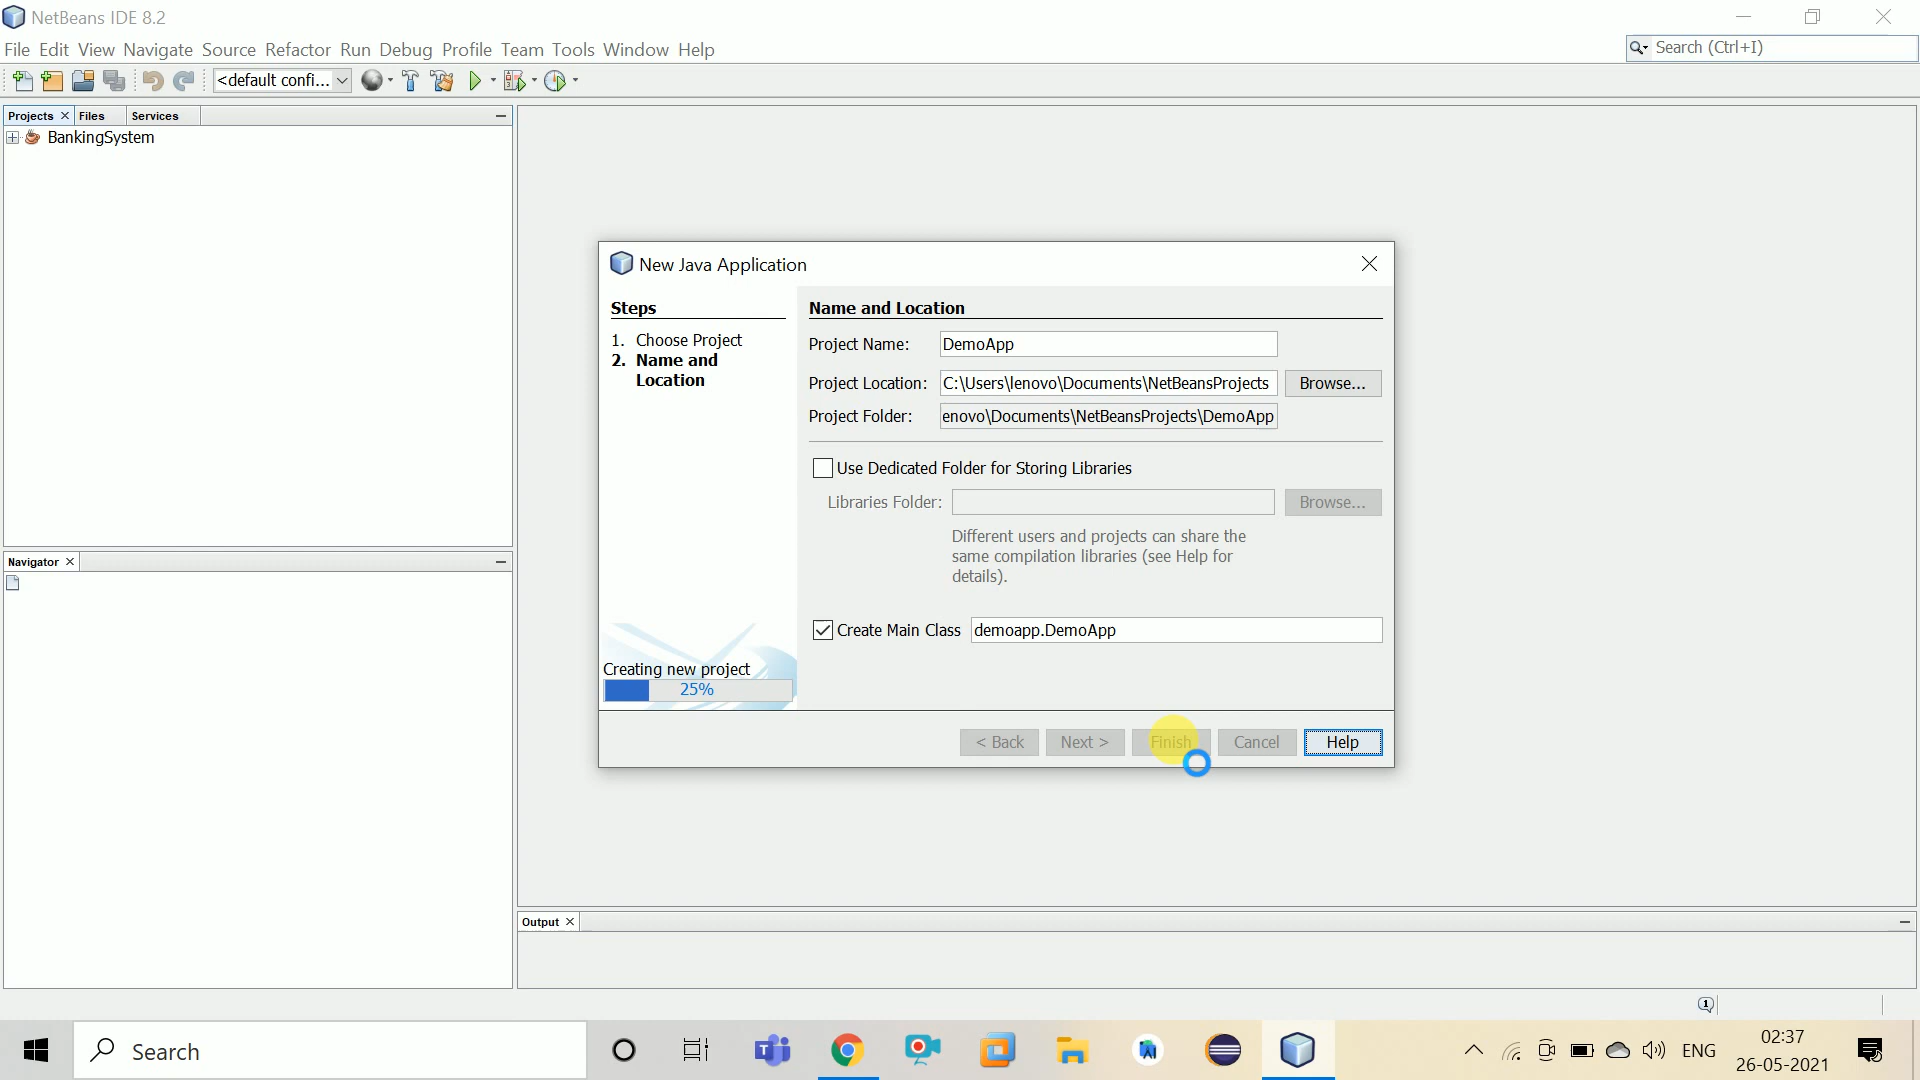 NetBeans IDE 8.2
File Edit View Navigate Source Refactor Run Debug Profile Team Tools Window Help
Search (Ctrl+I)
<default confi...
Projects Files Services
BankingSystem
New Java Application
Steps
1. Choose Project
2. Name and
Location
Name and Location
Project Name: DemoApp
Project Location: C:\Users\lenovo\Documents\NetBeansProjects Browse...
Project Folder: enovo\Documents\NetBeansProjects\DemoApp
Use Dedicated Folder for Storing Libraries
Libraries Folder: Browse...
Different users and projects can share the
same compilation libraries (see Help for
details).
Create Main Class demoapp.DemoApp
Creating new project
25%
< Back Next > Finish Cancel Help
Navigator
Output
1
Search
ENG
02:37
26-05-2021